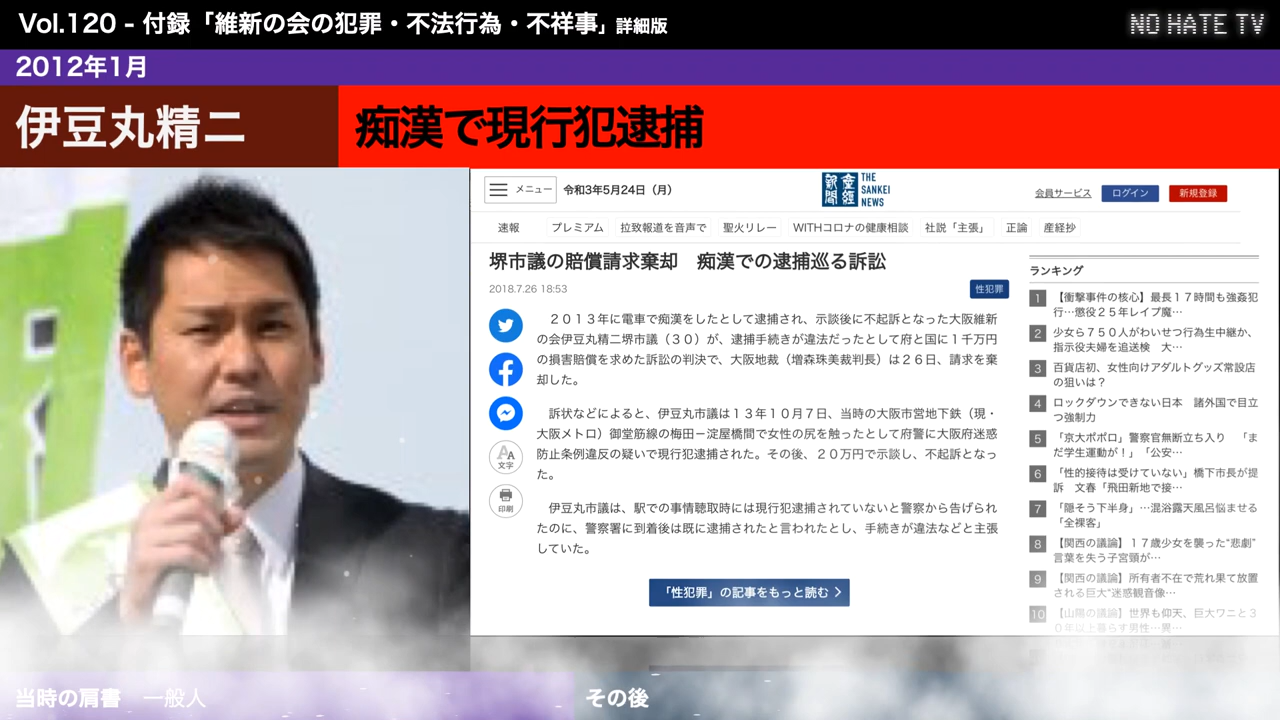 Vol.120 - 付録「維新の会の犯罪・不法行為・不祥事」詳細版
NO HATE TV
2012年1月
伊豆丸精二
痴漢で現行犯逮捕
メニュー
令和3年5月24日（月）
産経新聞
THE SANKEI NEWS
会員サービス
ログイン
新規登録
速報
プレミアム
拉致報道を音声で
聖火リレー
WITHコロナの健康相談
社説「主張」
正論
産経抄
堺市議の賠償請求棄却　痴漢での逮捕巡る訴訟
2018.7.26 18:53
性犯罪
２０１３年に電車で痴漢をしたとして逮捕され、示談後に不起訴となった大阪維新
の会伊豆丸精二堺市議（３０）が、逮捕手続きが違法だったとして府と国に１千万円
の損害賠償を求めた訴訟の判決で、大阪地裁（増森珠美裁判長）は２６日、請求を棄
却した。
訴状などによると、伊豆丸市議は１３年１０月７日、当時の大阪市営地下鉄（現・
大阪メトロ）御堂筋線の梅田－淀屋橋間で女性の尻を触ったとして府警に大阪府迷惑
防止条例違反の疑いで現行犯逮捕された。その後、２０万円で示談し、不起訴となっ
た。
伊豆丸市議は、駅での事情聴取時には現行犯逮捕されていないと警察から告げられ
たのに、警察署に到着後は既に逮捕されたと言われたとし、手続きが違法などと主張
していた。
文字
印刷
「性犯罪」の記事をもっと読む
ランキング
1 【衝撃事件の核心】最長１７時間も強姦犯
行…懲役２５年レイプ魔…
2 少女ら７５０人がわいせつ行為生中継か、
指示役夫婦を追送検　大…
3 百貨店初、女性向けアダルトグッズ常設店
の狙いは？
4 ロックダウンできない日本　諸外国で目立
つ強制力
5 「京大ポポロ」警察官無断立ち入り　「ま
だ学生運動が！」「公安…
6 「性的接待は受けていない」橋下市長が提
訴　文春「飛田新地で接…
7 「隠そう下半身」…混浴露天風呂悩ませる
「全裸客」
8 【関西の議論】１７歳少女を襲った“悲劇”
言葉を失う子宮頸が…
9 【関西の議論】所有者不在で荒れ果て放置
される巨大“迷惑観音像…
10 【山陽の議論】世界も仰天、巨大ワニと３
０年以上暮らす男性…異…
当時の肩書　一般人
その後